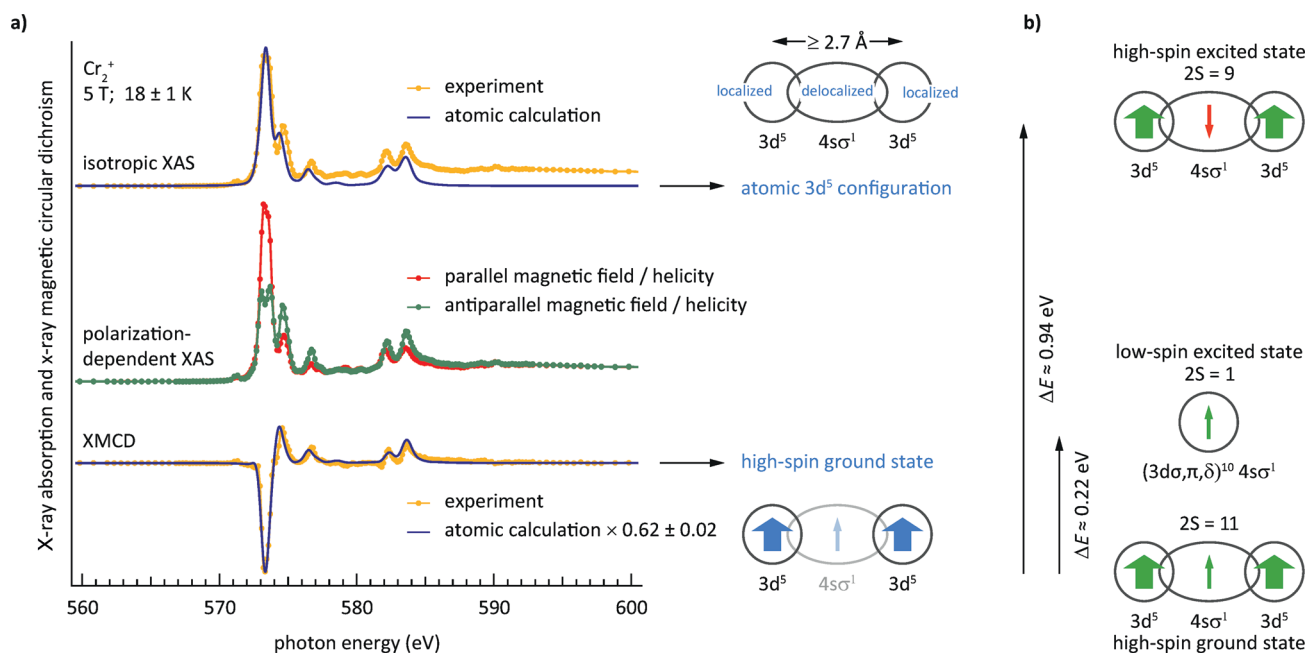 a)
Cr₂⁺
5 T; 18 ± 1 K
experiment
atomic calculation
isotropic XAS
≥ 2.7 Å
localized
delocalized
localized
3d⁵
4sσ¹
3d⁵
atomic 3d⁵ configuration
parallel magnetic field / helicity
antiparallel magnetic field / helicity
polarization-
dependent XAS
XMCD
high-spin ground state
experiment
atomic calculation × 0.62 ± 0.02
3d⁵
4sσ¹
3d⁵
X-ray absorption and x-ray magnetic circular dichroism
560
570
580
590
600
photon energy (eV)
b)
high-spin excited state
2S = 9
3d⁵
4sσ¹
3d⁵
ΔE ≈ 0.94 eV
low-spin excited state
2S = 1
(3dσ,π,δ)¹⁰ 4sσ¹
ΔE ≈ 0.22 eV
2S = 11
3d⁵
4sσ¹
3d⁵
high-spin ground state